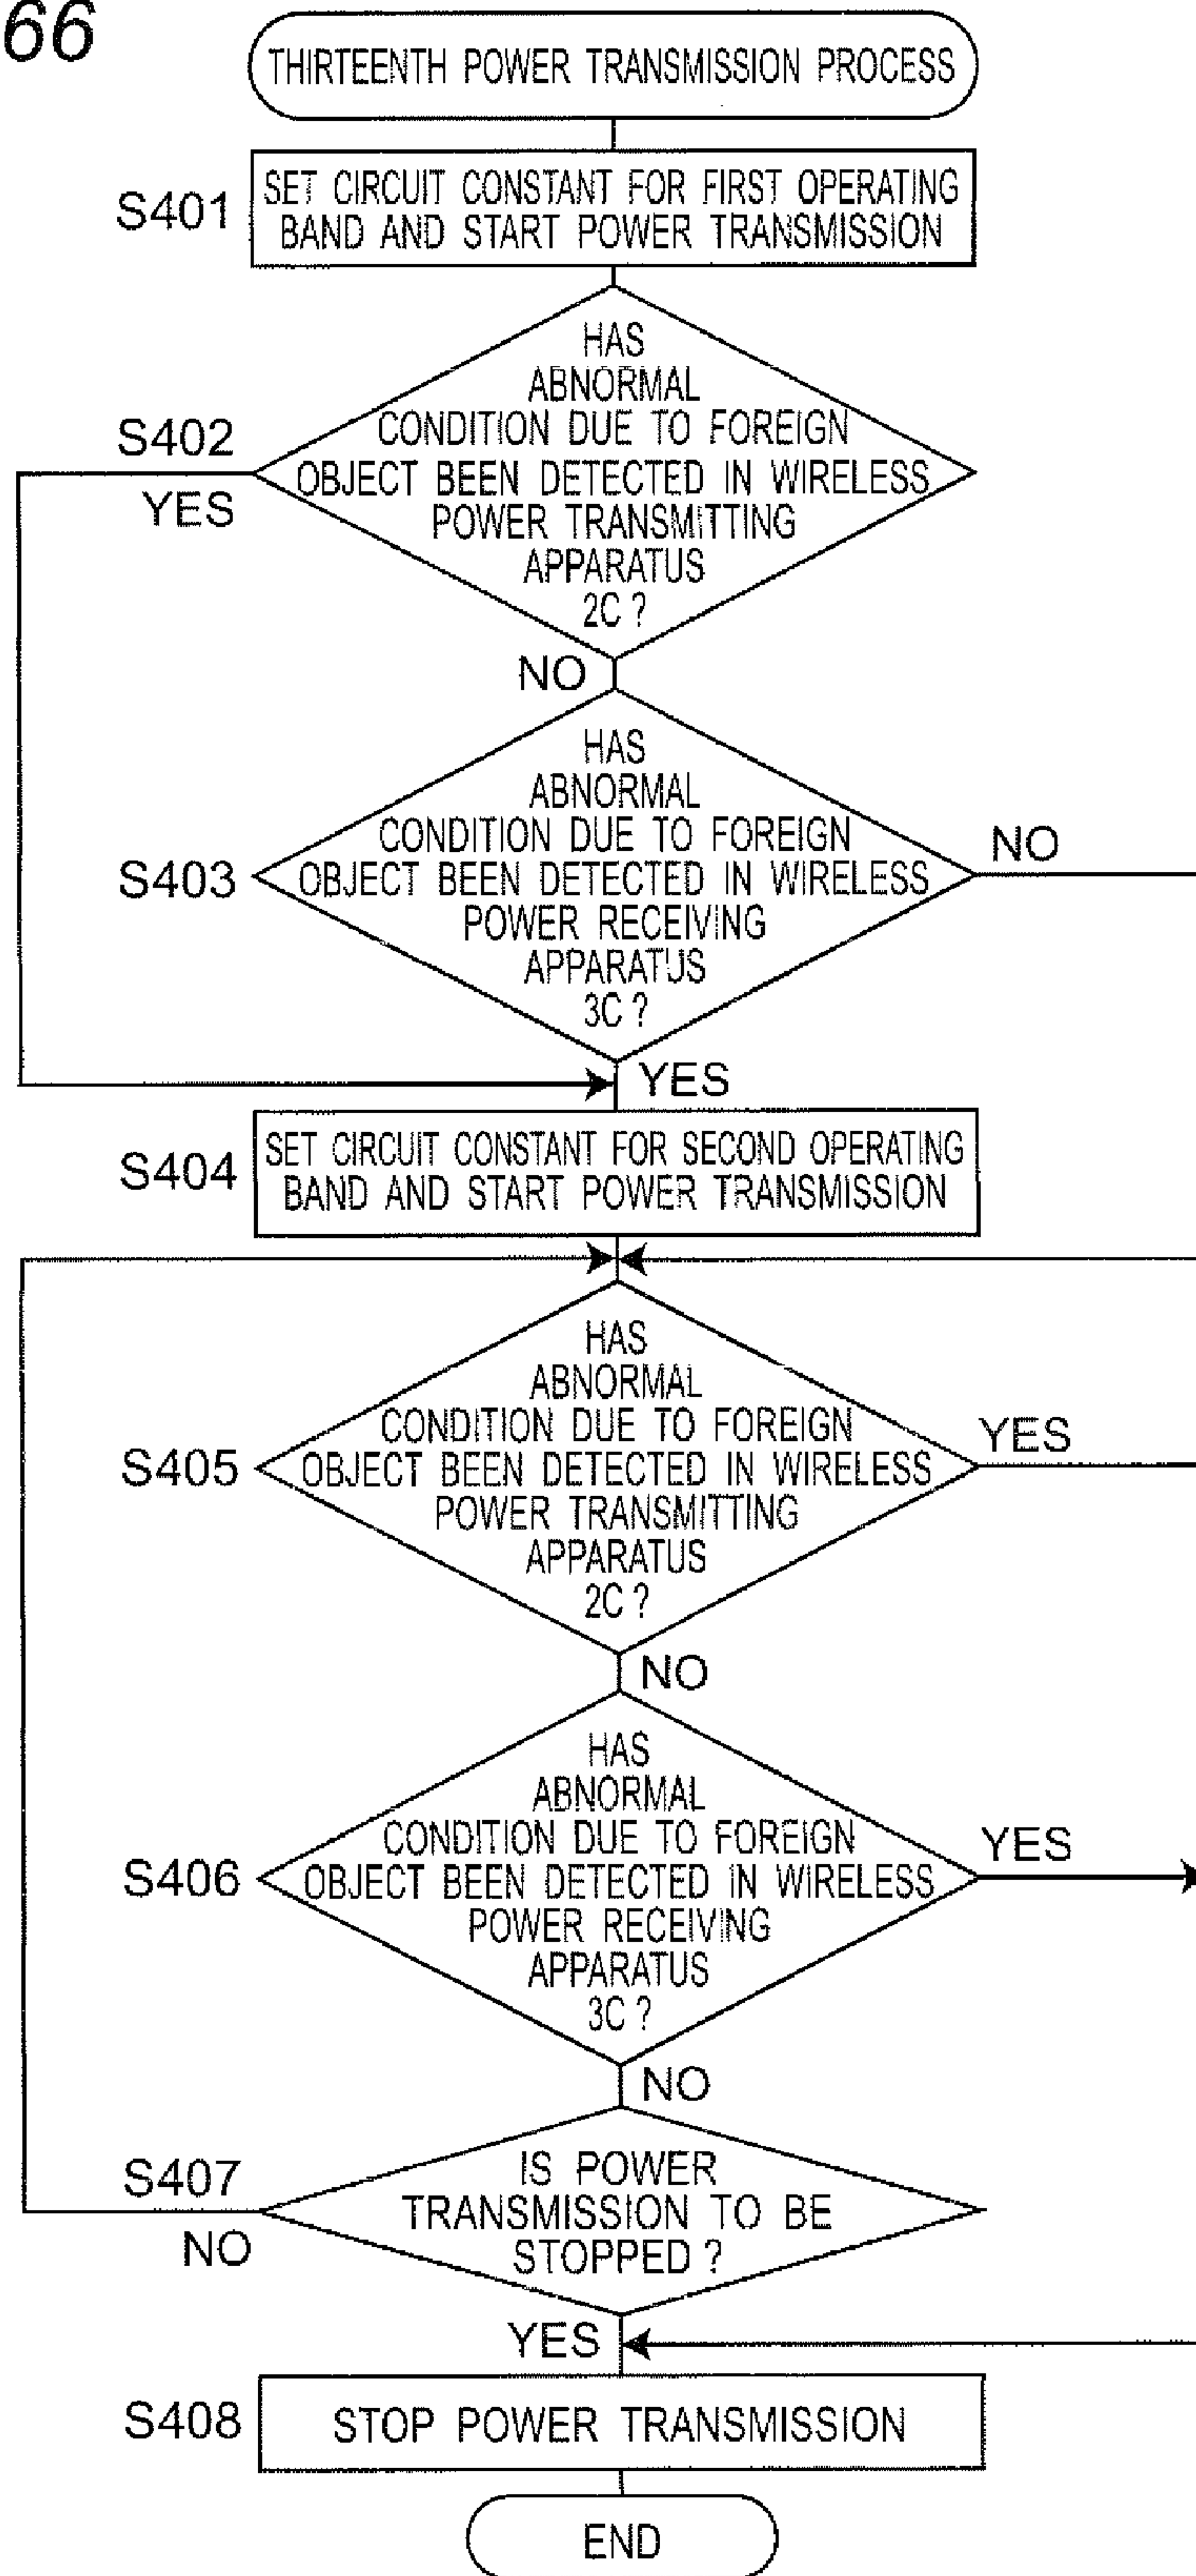 66
THIRTEENTH POWER TRANSMISSION PROCESS
S401
SET CIRCUIT CONSTANT FOR FIRST OPERATING
BAND AND START POWER TRANSMISSION
HAS
ABNORMAL
CONDITION DUE TO FOREIGN
OBJECT BEEN DETECTED IN WIRELESS
POWER TRANSMITTING
APPARATUS
2C ?
S402
YES
NO
HAS
ABNORMAL
CONDITION DUE TO FOREIGN
OBJECT BEEN DETECTED IN WIRELESS
POWER RECEIVING
APPARATUS
3C ?
S403
NO
YES
S404
SET CIRCUIT CONSTANT FOR SECOND OPERATING
BAND AND START POWER TRANSMISSION
HAS
ABNORMAL
CONDITION DUE TO FOREIGN
OBJECT BEEN DETECTED IN WIRELESS
POWER TRANSMITTING
APPARATUS
2C ?
S405
YES
NO
HAS
ABNORMAL
CONDITION DUE TO FOREIGN
OBJECT BEEN DETECTED IN WIRELESS
POWER RECEIVING
APPARATUS
3C ?
S406
YES
NO
S407
IS POWER
TRANSMISSION TO BE
STOPPED ?
NO
YES
S408
STOP POWER TRANSMISSION
END